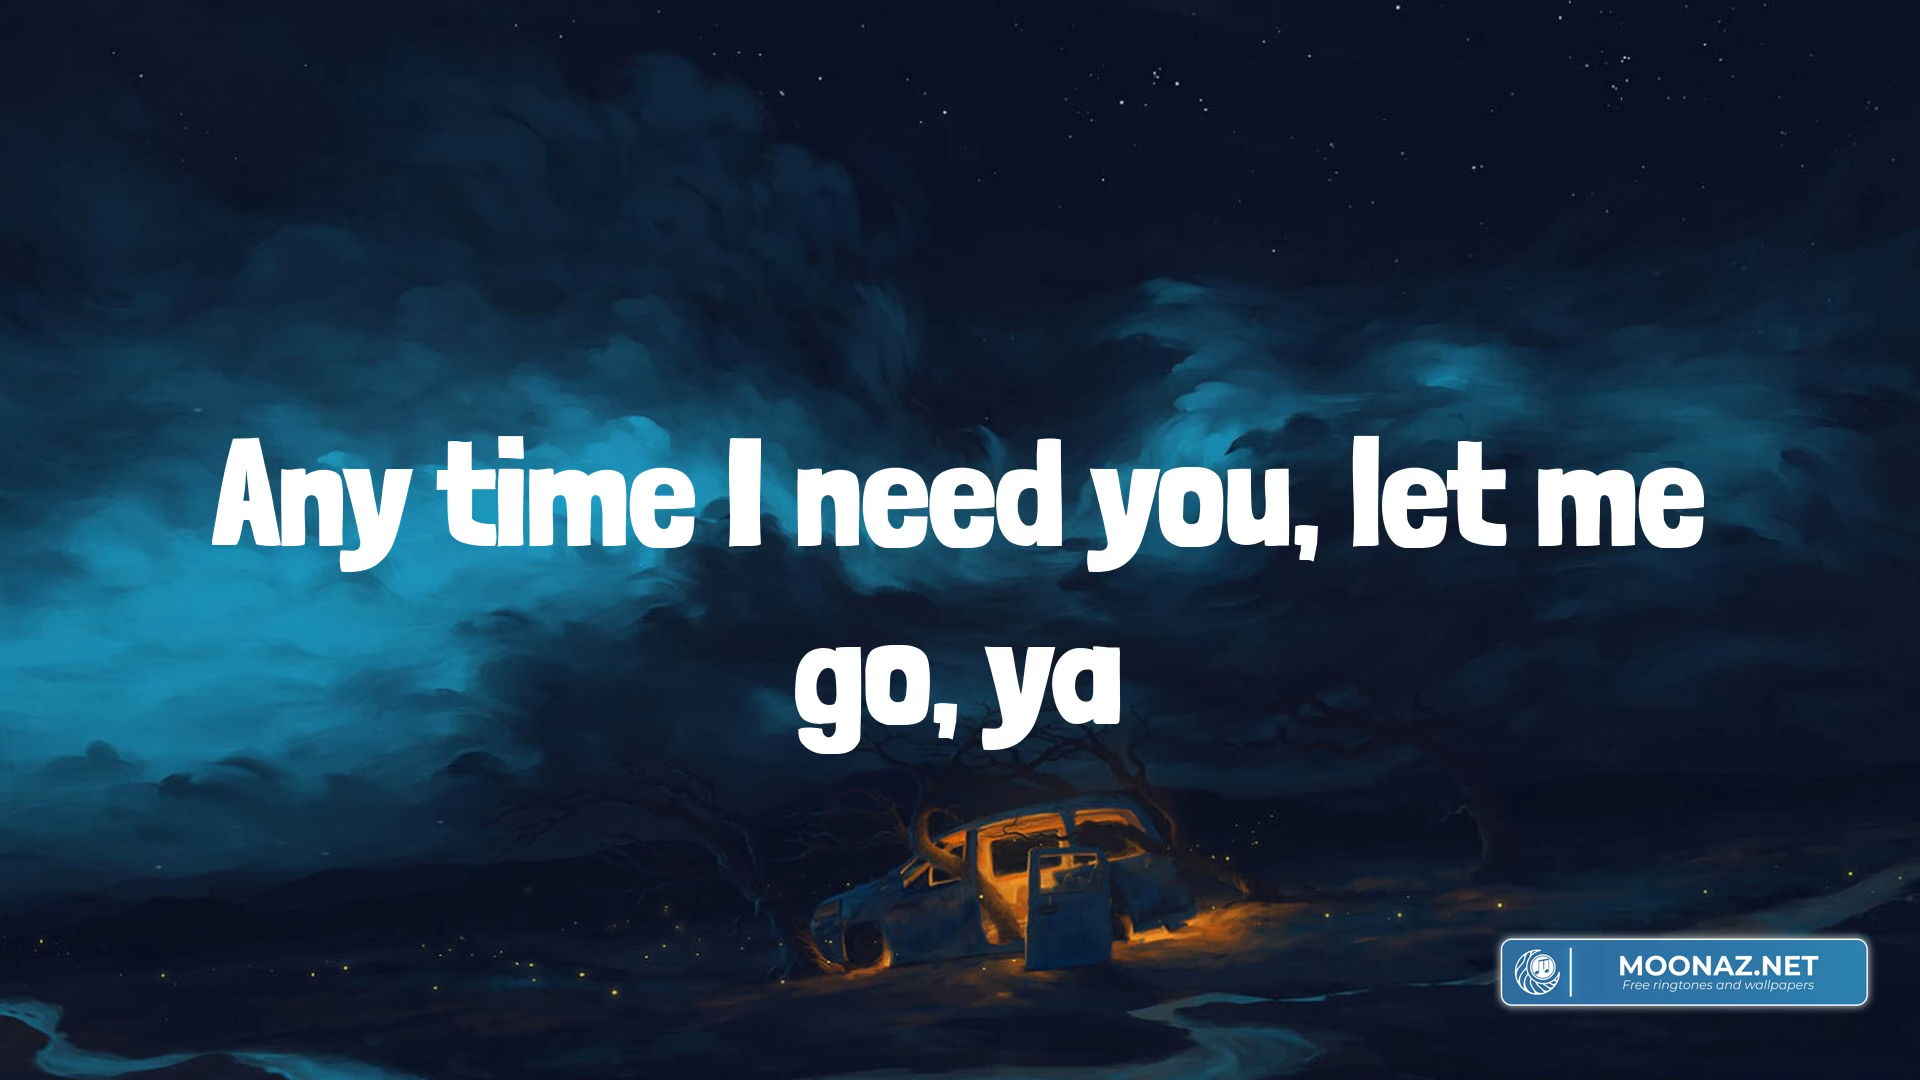 Any time I need you, let me
go, ya
MOONAZ.NET
Free ringtones and wallpapers